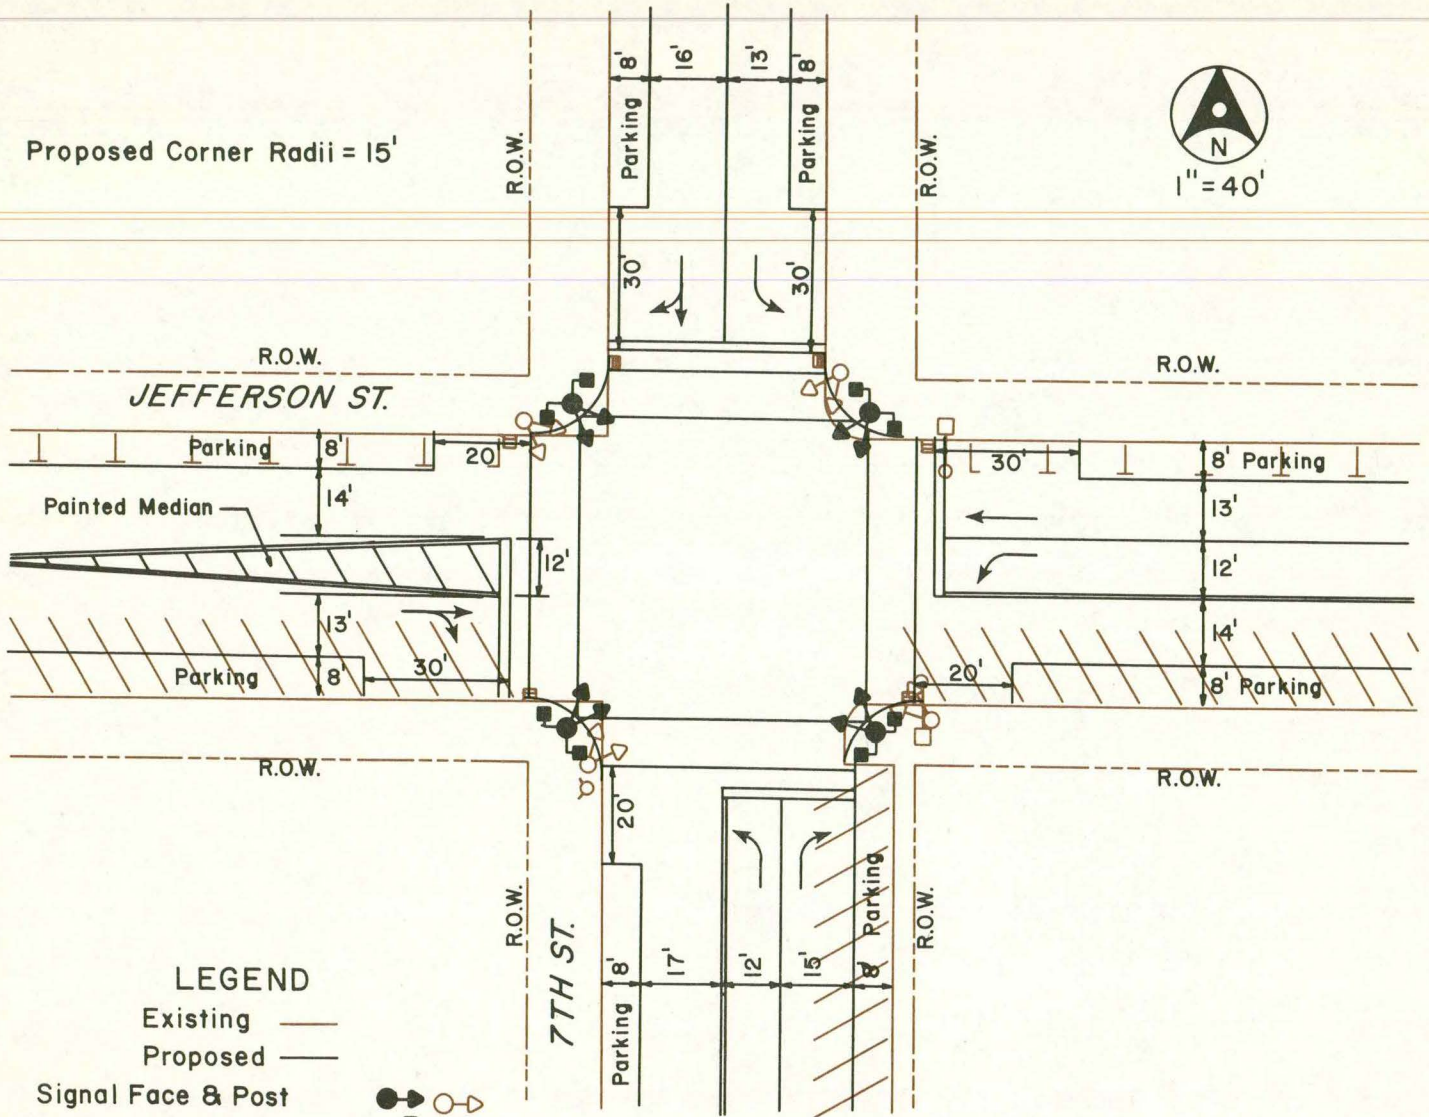 8'
16'
13'
8'
Parking
Parking
Proposed Corner Radii = 15'
R.O.W.
R.O.W.
N
1"=40'
30'
30'
R.O.W.
R.O.W.
JEFFERSON ST.
Parking
8'
20'
30'
8' Parking
14'
13'
Painted Median
12'
12'
13'
14'
Parking
8'
30'
20'
8' Parking
R.O.W.
R.O.W.
20'
R.O.W.
7TH ST.
8'
17'
12'
15'
8'
Parking
Parking
R.O.W.
LEGEND
Existing
Proposed
Signal Face & Post